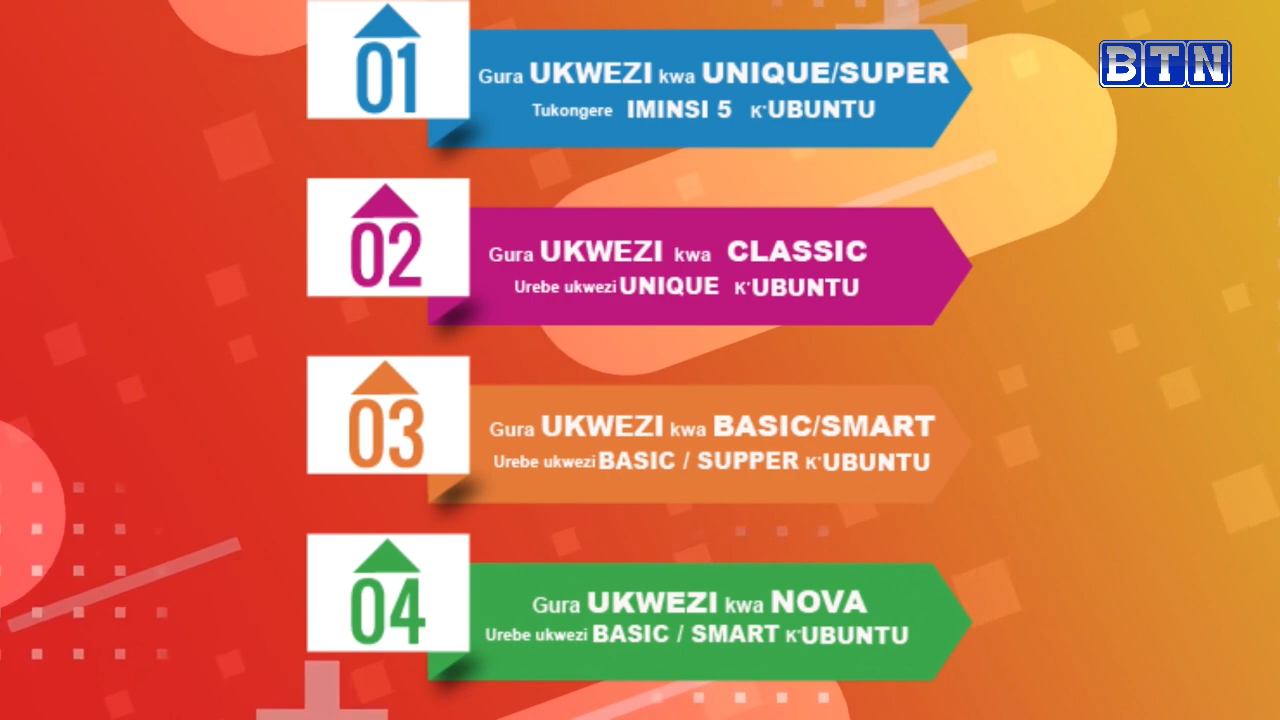 BTN
01
Gura UKWEZI kwa UNIQUE/SUPER
Tukongere IMINSI 5 K'UBUNTU
02
Gura UKWEZI kwa CLASSIC
Urebe ukwezi UNIQUE K'UBUNTU
03
Gura UKWEZI kwa BASIC/SMART
Urebe ukwezi BASIC / SUPPER K'UBUNTU
04
Gura UKWEZI kwa NOVA
Urebe ukwezi BASIC / SMART K'UBUNTU